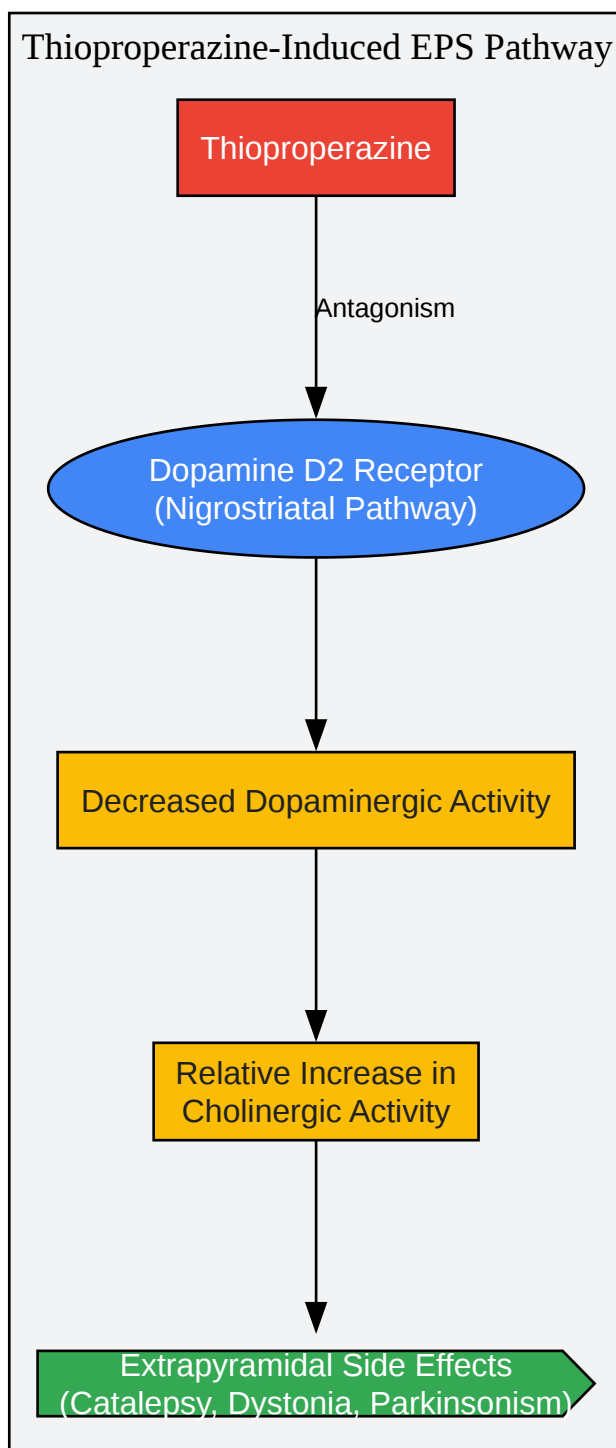 Thioproperazine-Induced EPS Pathway
Thioproperazine
Antagonism
Dopamine D2 Receptor
(Nigrostriatal Pathway)
Decreased Dopaminergic Activity
Relative Increase in
Cholinergic Activity
Extrapyramidal Side Effects
(Catalepsy, Dystonia, Parkinsonism)